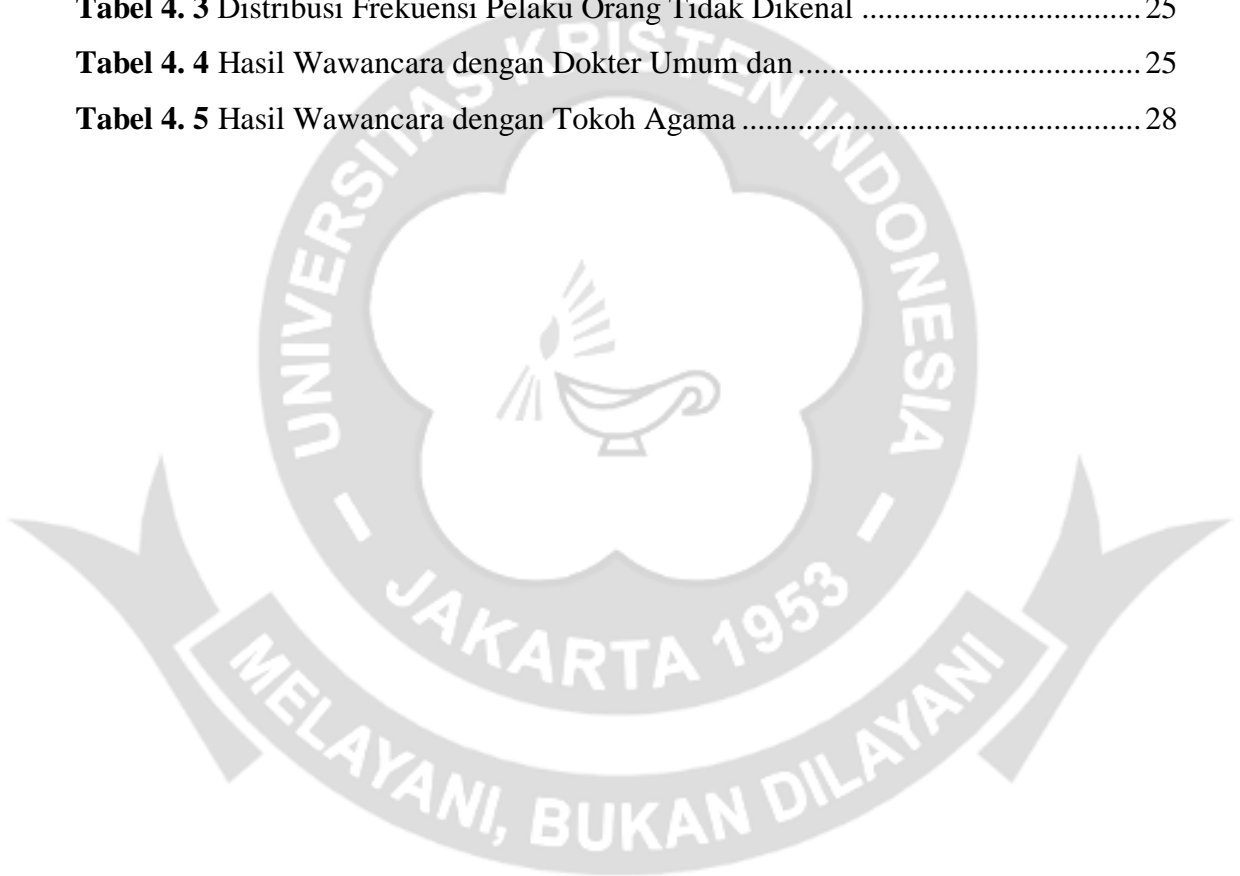 Tabel 4. 3 Distribusi Frekuensi Pelaku Orang Tidak Dikenal .............................. 25
Tabel 4. 4 Hasil Wawancara dengan Dokter Umum dan ..................................... 25
Tabel 4. 5 Hasil Wawancara dengan Tokoh Agama ........................................... 28
UNIVERSITAS KRISTEN INDONESIA
JAKARTA 1953
MELAYANI, BUKAN DILAYANI